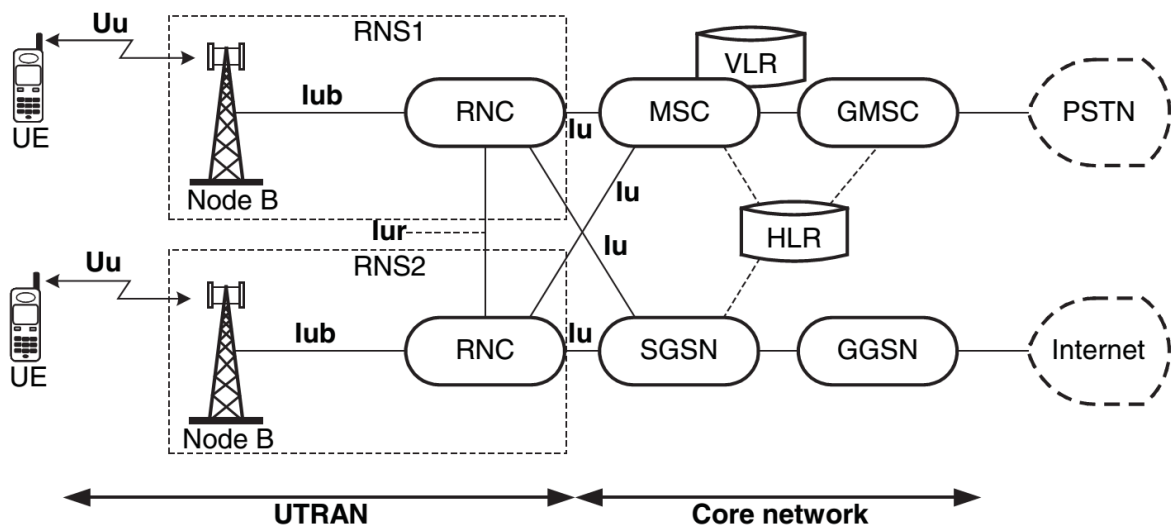 Uu
RNS1
VLR
UE
Iub
RNC
Iu
MSC
GMSC
PSTN
Node B
Iu
Iur
Iu
HLR
Uu
RNS2
UE
Iub
RNC
Iu
SGSN
GGSN
Internet
Node B
UTRAN
Core network